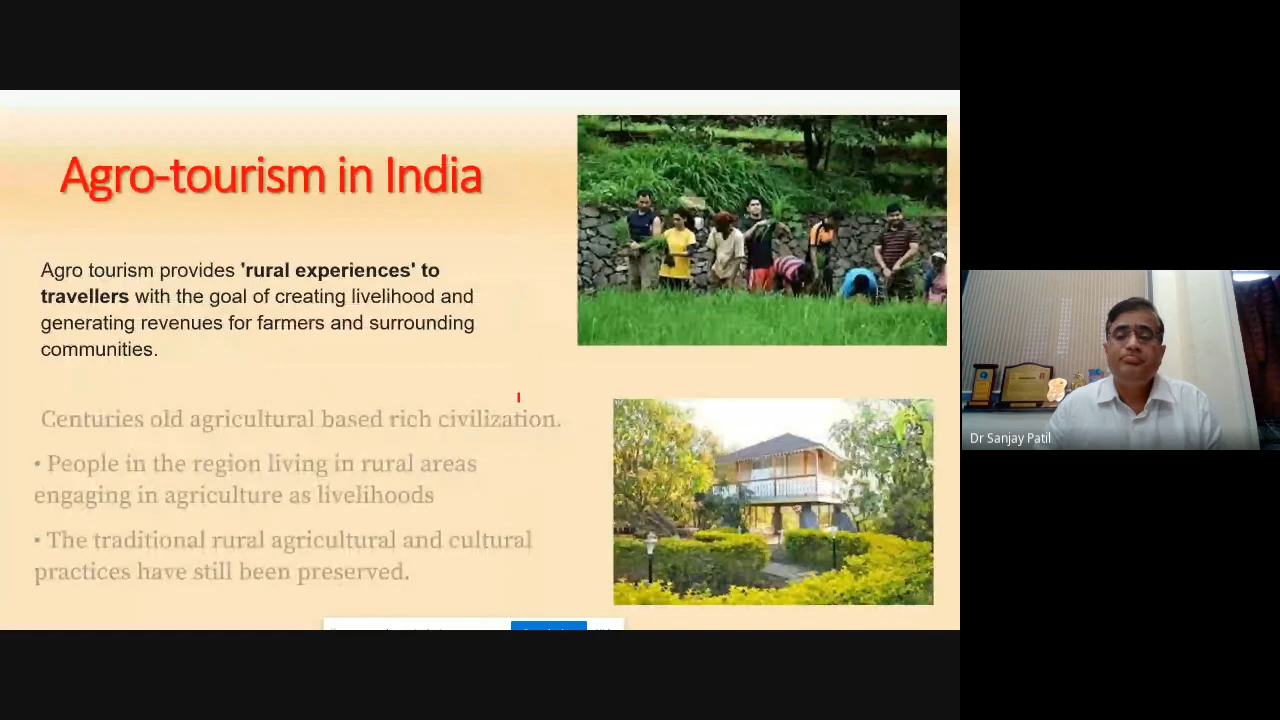 Agro-tourism in India
Agro tourism provides 'rural experiences' to
travellers with the goal of creating livelihood and
generating revenues for farmers and surrounding
communities.
Centuries old agricultural based rich civilization.
• People in the region living in rural areas
engaging in agriculture as livelihoods
• The traditional rural agricultural and cultural
practices have still been preserved.
Dr Sanjay Patil